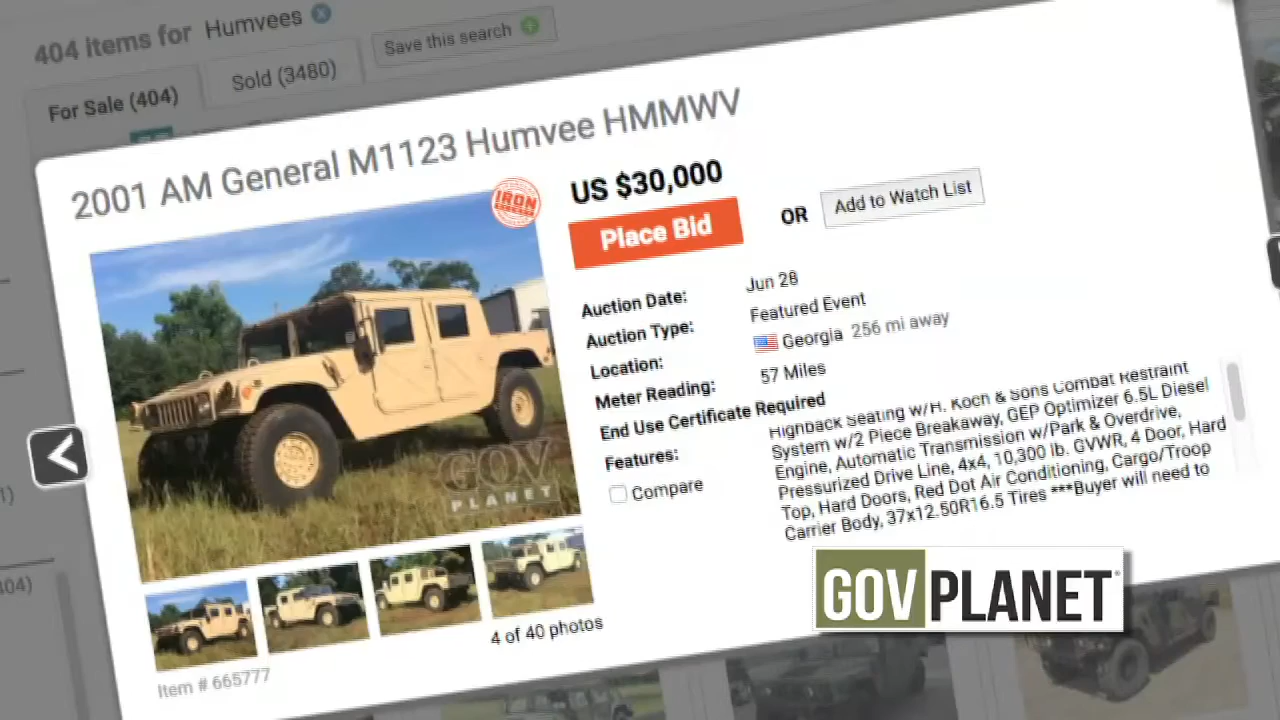 404 items for Humvees
Save this search
For Sale (404)
Sold (3480)
2001 AM General M1123 Humvee HMMWV
IRON
US $30,000
Place Bid
OR
Add to Watch List
Auction Date: Jun 28
Auction Type: Featured Event
Location: Georgia 256 mi away
Meter Reading: 57 Miles
End Use Certificate Required
Features:
HighBack Seating w/H. Koch & Sons Combat Restraint
System w/2 Piece Breakaway, GEP Optimizer 6.5L Diesel
Engine, Automatic Transmission w/Park & Overdrive,
Pressurized Drive Line, 4x4, 10,300 lb. GVWR, 4 Door, Hard
Top, Hard Doors, Red Dot Air Conditioning, Cargo/Troop
Carrier Body, 37x12.50R16.5 Tires ***Buyer will need to
Compare
GOV
PLANET
4 of 40 photos
Item # 665777
GOVPLANET®